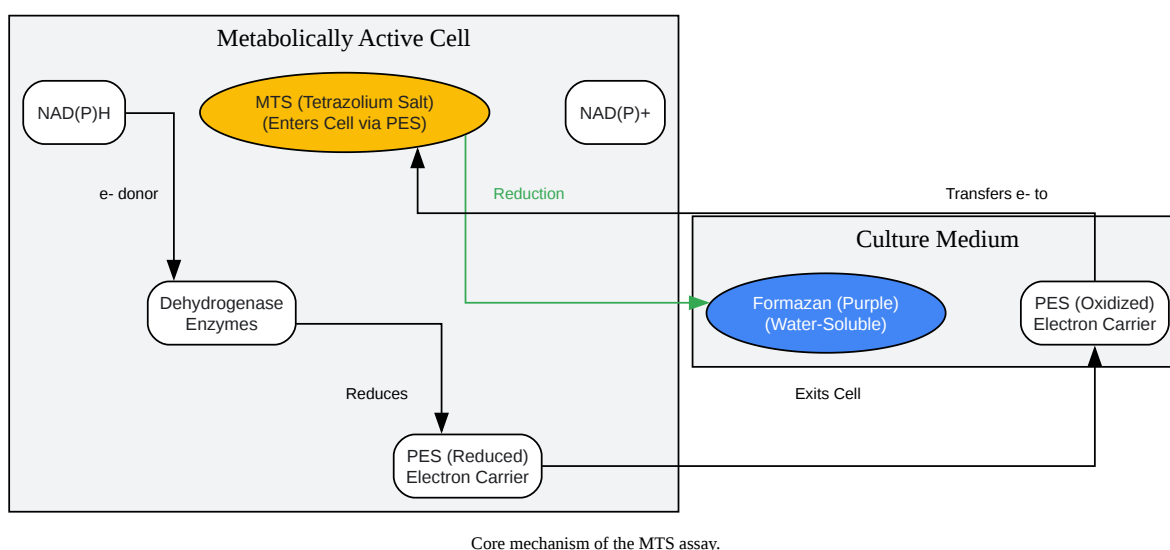 Metabolically Active Cell
NAD(P)H
MTS (Tetrazolium Salt)
(Enters Cell via PES)
NAD(P)+
e- donor
Reduction
Transfers e- to
Culture Medium
Dehydrogenase
Enzymes
Formazan (Purple)
(Water-Soluble)
PES (Oxidized)
Electron Carrier
Reduces
Exits Cell
PES (Reduced)
Electron Carrier
Core mechanism of the MTS assay.